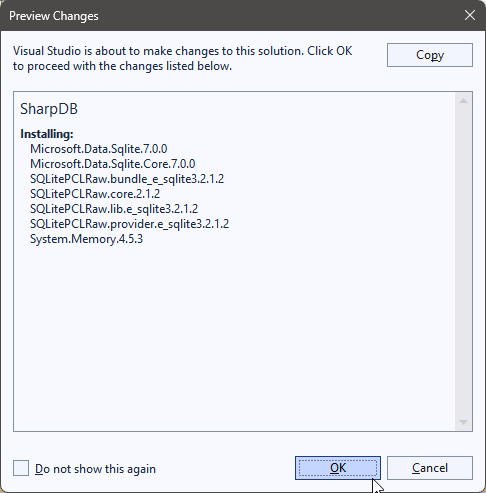 Preview Changes
Visual Studio is about to make changes to this solution. Click OK
to proceed with the changes listed below.
Copy
SharpDB
Installing:
Microsoft.Data.Sqlite.7.0.0
Microsoft.Data.Sqlite.Core.7.0.0
SQLitePCLRaw.bundle_e_sqlite3.2.1.2
SQLitePCLRaw.core.2.1.2
SQLitePCLRaw.lib.e_sqlite3.2.1.2
SQLitePCLRaw.provider.e_sqlite3.2.1.2
System.Memory.4.5.3
Do not show this again
OK
Cancel